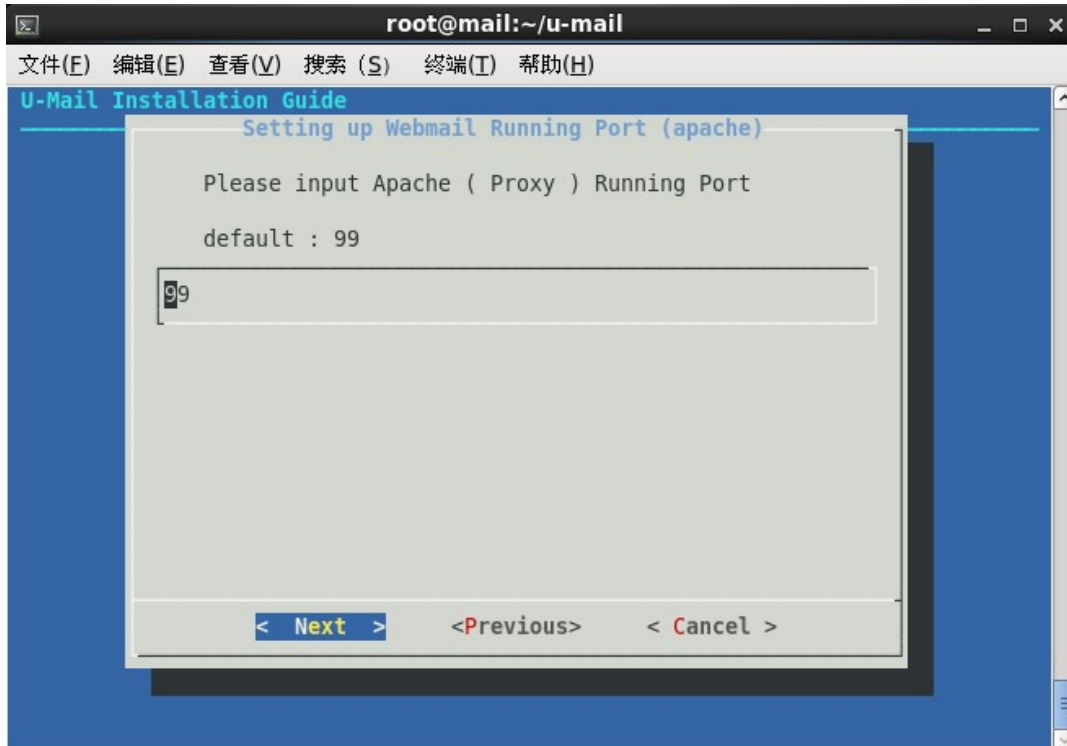 root@mail:~/u-mail
文件(F) 编辑(E) 查看(V) 搜索 (S) 终端(T) 帮助(H)
U-Mail Installation Guide
Setting up Webmail Running Port (apache)
Please input Apache ( Proxy ) Running Port
default : 99
99
< Next > <Previous> < Cancel >